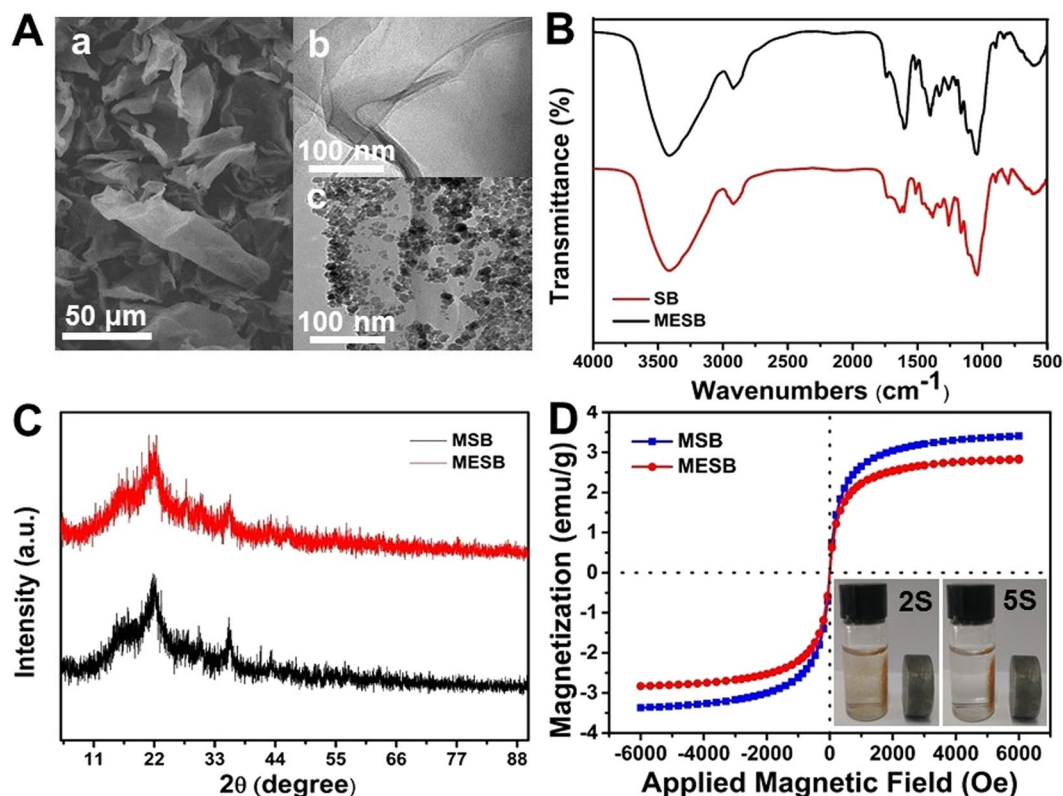 A
a
50 µm
b
100 nm
c
100 nm
B
Transmittance (%)
SB
MESB
4000 3500 3000 2500 2000 1500 1000 500
Wavenumbers (cm-1)
C
Intensity (a.u.)
MSB
MESB
11 22 33 44 55 66 77 88
2θ (degree)
D
Magnetization (emu/g)
4
3
2
1
0
-1
-2
-3
-4
MSB
MESB
2S
5S
-6000 -4000 -2000 0 2000 4000 6000
Applied Magnetic Field (Oe)